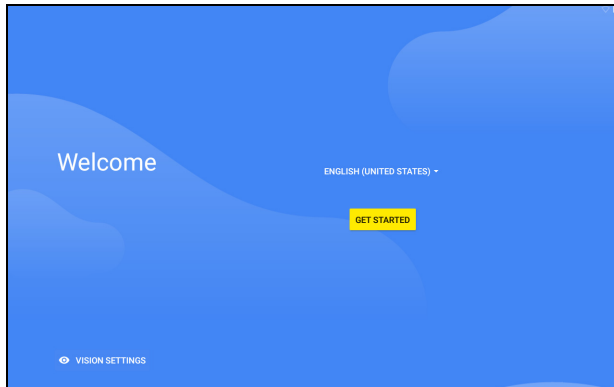 Welcome
ENGLISH (UNITED STATES)
GET STARTED
VISION SETTINGS